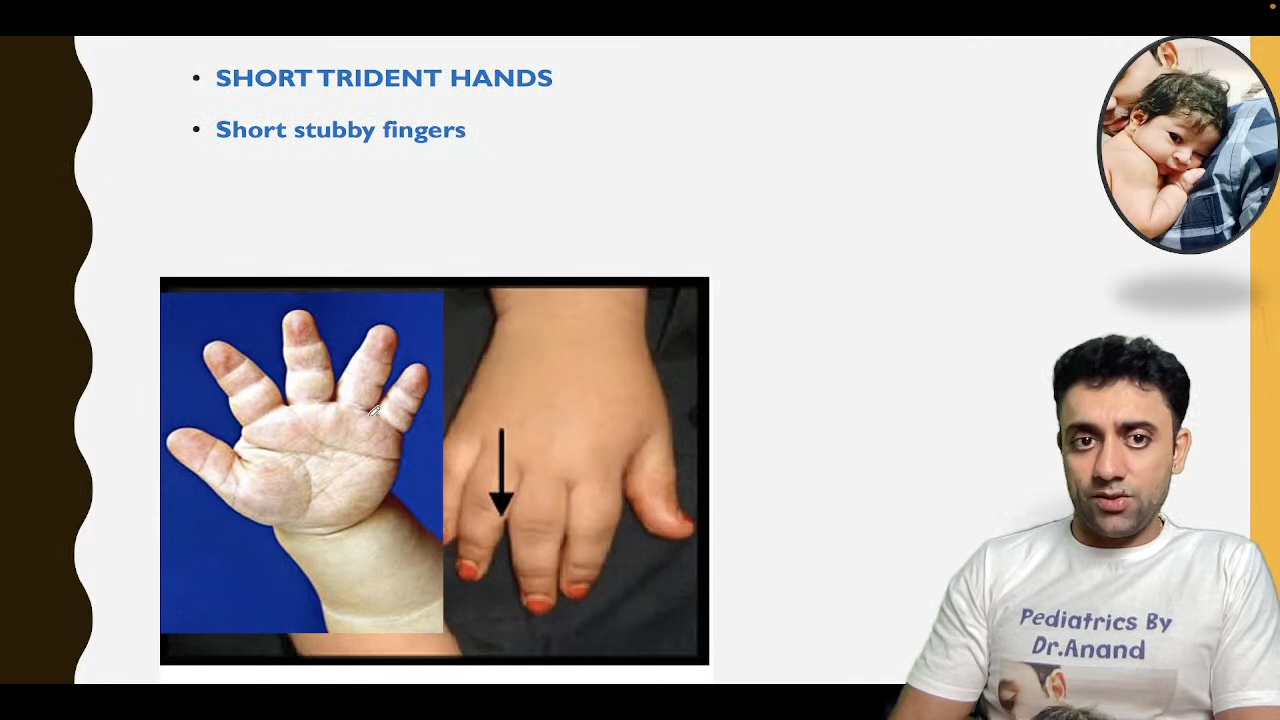 SHORT TRIDENT HANDS
Short stubby fingers
Pediatrics By
Dr.Anand